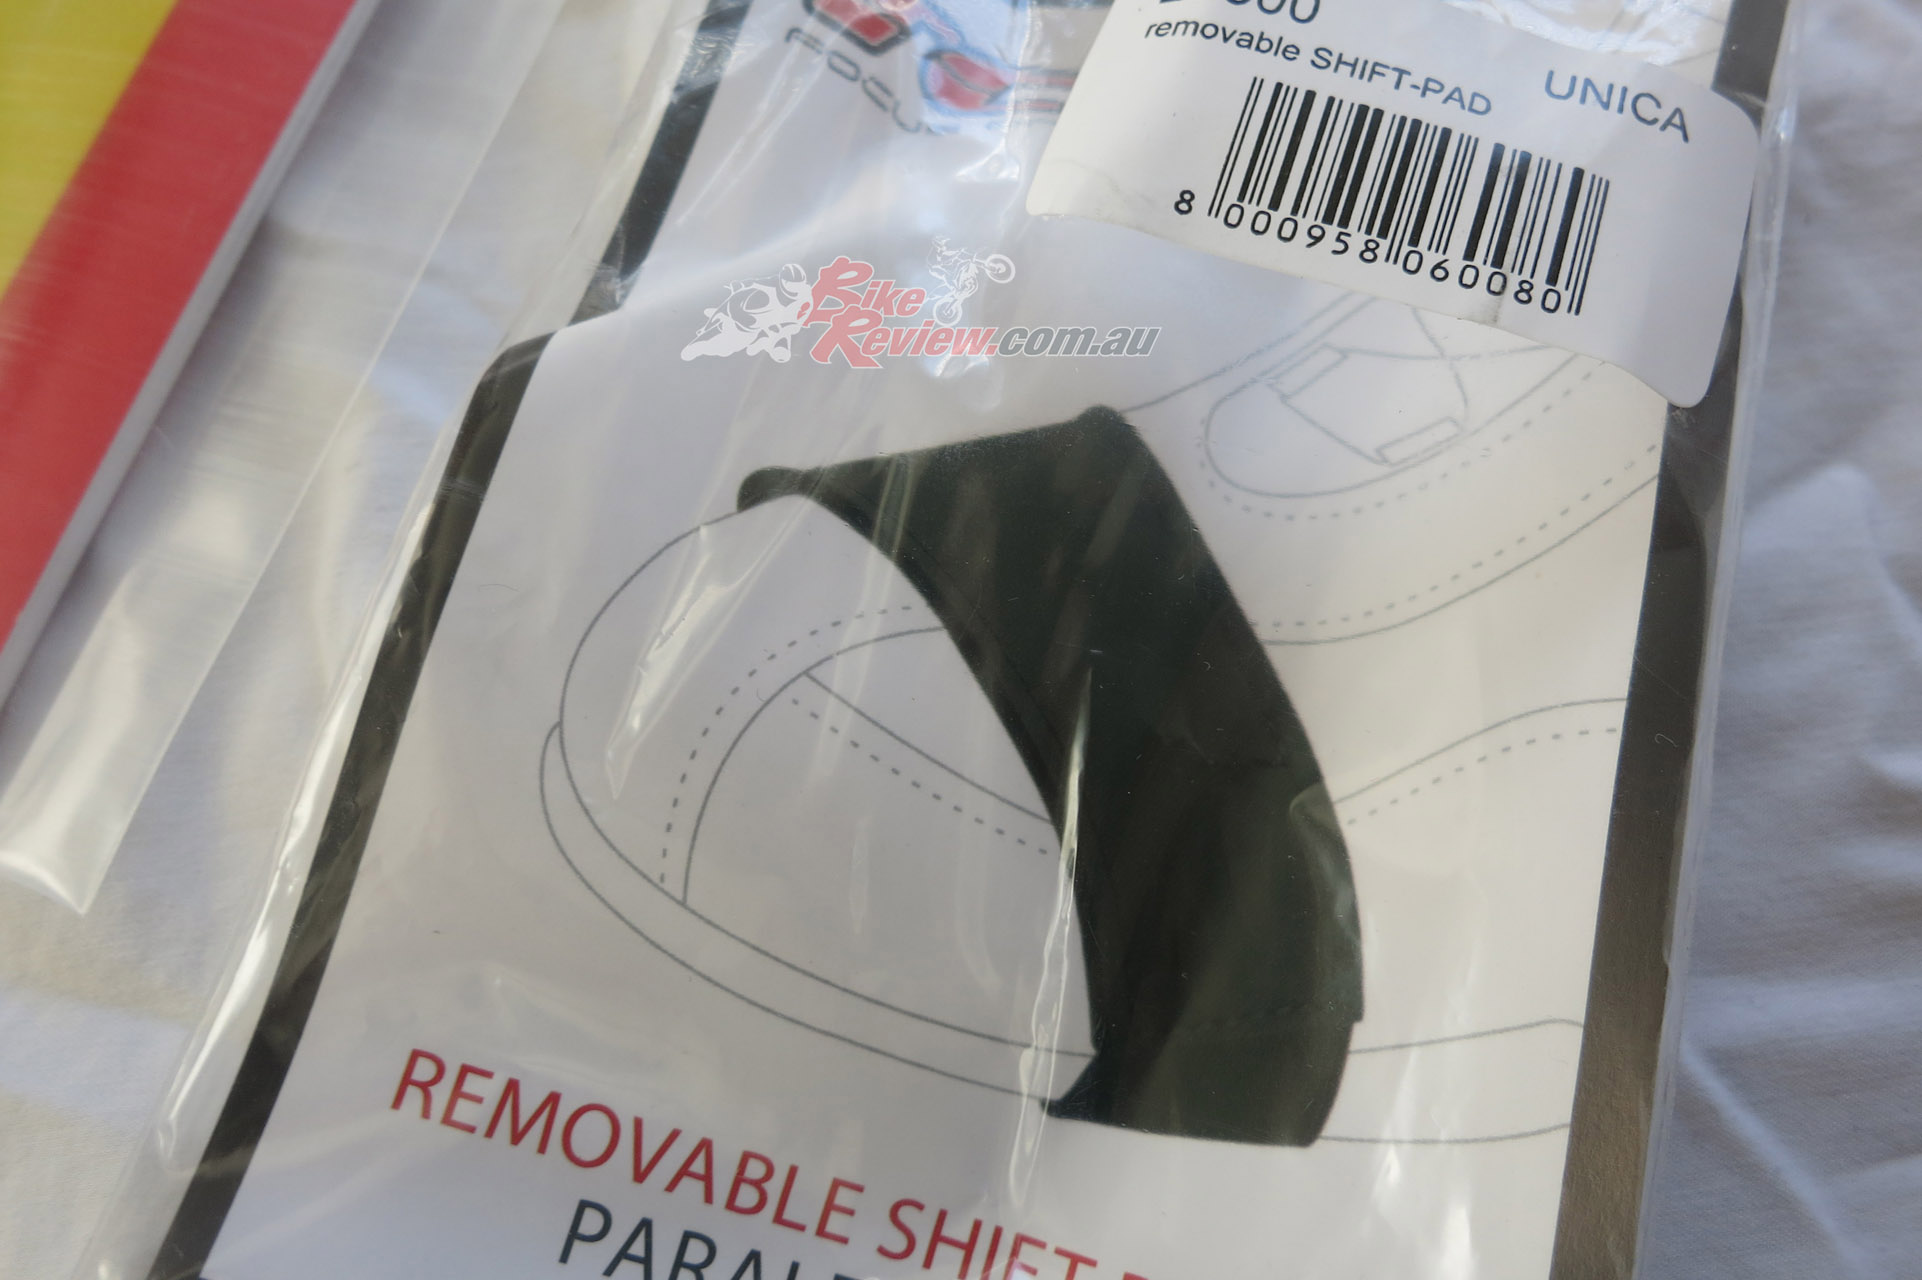 removable SHIFT-PAD
UNICA
8 000958 060080
BikeReview.com.au
REMOVABLE SHIFT